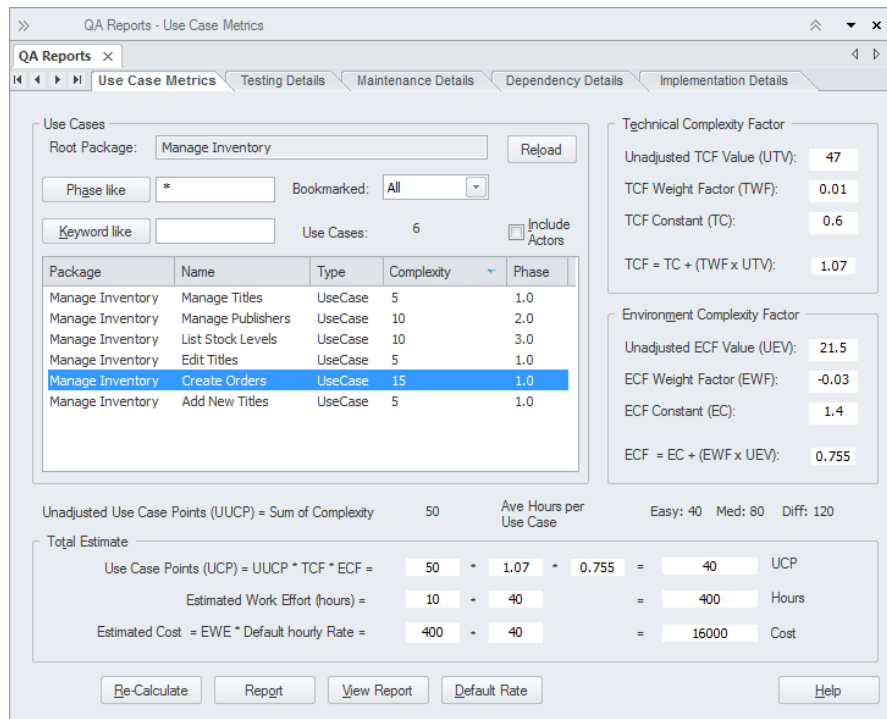 QA Reports - Use Case Metrics
QA Reports
Use Case Metrics Testing Details Maintenance Details Dependency Details Implementation Details
Use Cases
Root Package: Manage Inventory Reload
Phase like * Bookmarked: All
Keyword like Use Cases: 6 Include Actors
Package Name Type Complexity Phase
Manage Inventory Manage Titles UseCase 5 1.0
Manage Inventory Manage Publishers UseCase 10 2.0
Manage Inventory List Stock Levels UseCase 10 3.0
Manage Inventory Edit Titles UseCase 5 1.0
Manage Inventory Create Orders UseCase 15 1.0
Manage Inventory Add New Titles UseCase 5 1.0
Technical Complexity Factor
Unadjusted TCF Value (UTV): 47
TCF Weight Factor (TWF): 0.01
TCF Constant (TC): 0.6
TCF = TC + (TWF x UTV): 1.07
Environment Complexity Factor
Unadjusted ECF Value (UEV): 21.5
ECF Weight Factor (EWF): -0.03
ECF Constant (EC): 1.4
ECF = EC + (EWF x UEV): 0.755
Unadjusted Use Case Points (UUCP) = Sum of Complexity 50 Ave Hours per Use Case Easy: 40 Med: 80 Diff: 120
Total Estimate
Use Case Points (UCP) = UUCP * TCF * ECF = 50 * 1.07 * 0.755 = 40 UCP
Estimated Work Effort (hours) = 10 * 40 = 400 Hours
Estimated Cost = EWE * Default hourly Rate = 400 * 40 = 16000 Cost
Re-Calculate Report View Report Default Rate Help